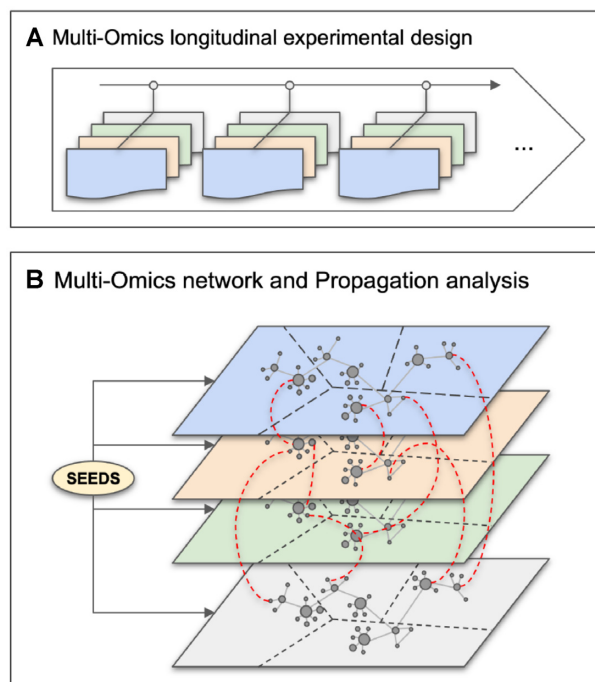 A Multi-Omics longitudinal experimental design
...
B Multi-Omics network and Propagation analysis
SEEDS